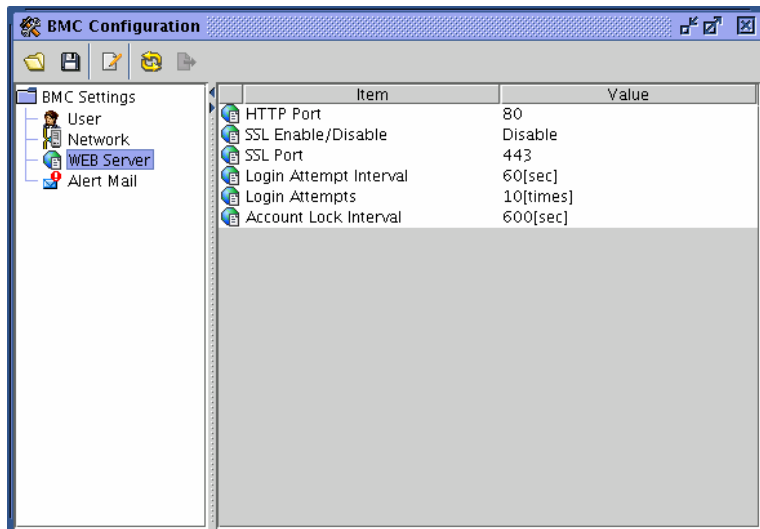 BMC Configuration
BMC Settings
User
Network
WEB Server
Alert Mail
Item Value
HTTP Port 80
SSL Enable/Disable Disable
SSL Port 443
Login Attempt Interval 60[sec]
Login Attempts 10[times]
Account Lock Interval 600[sec]